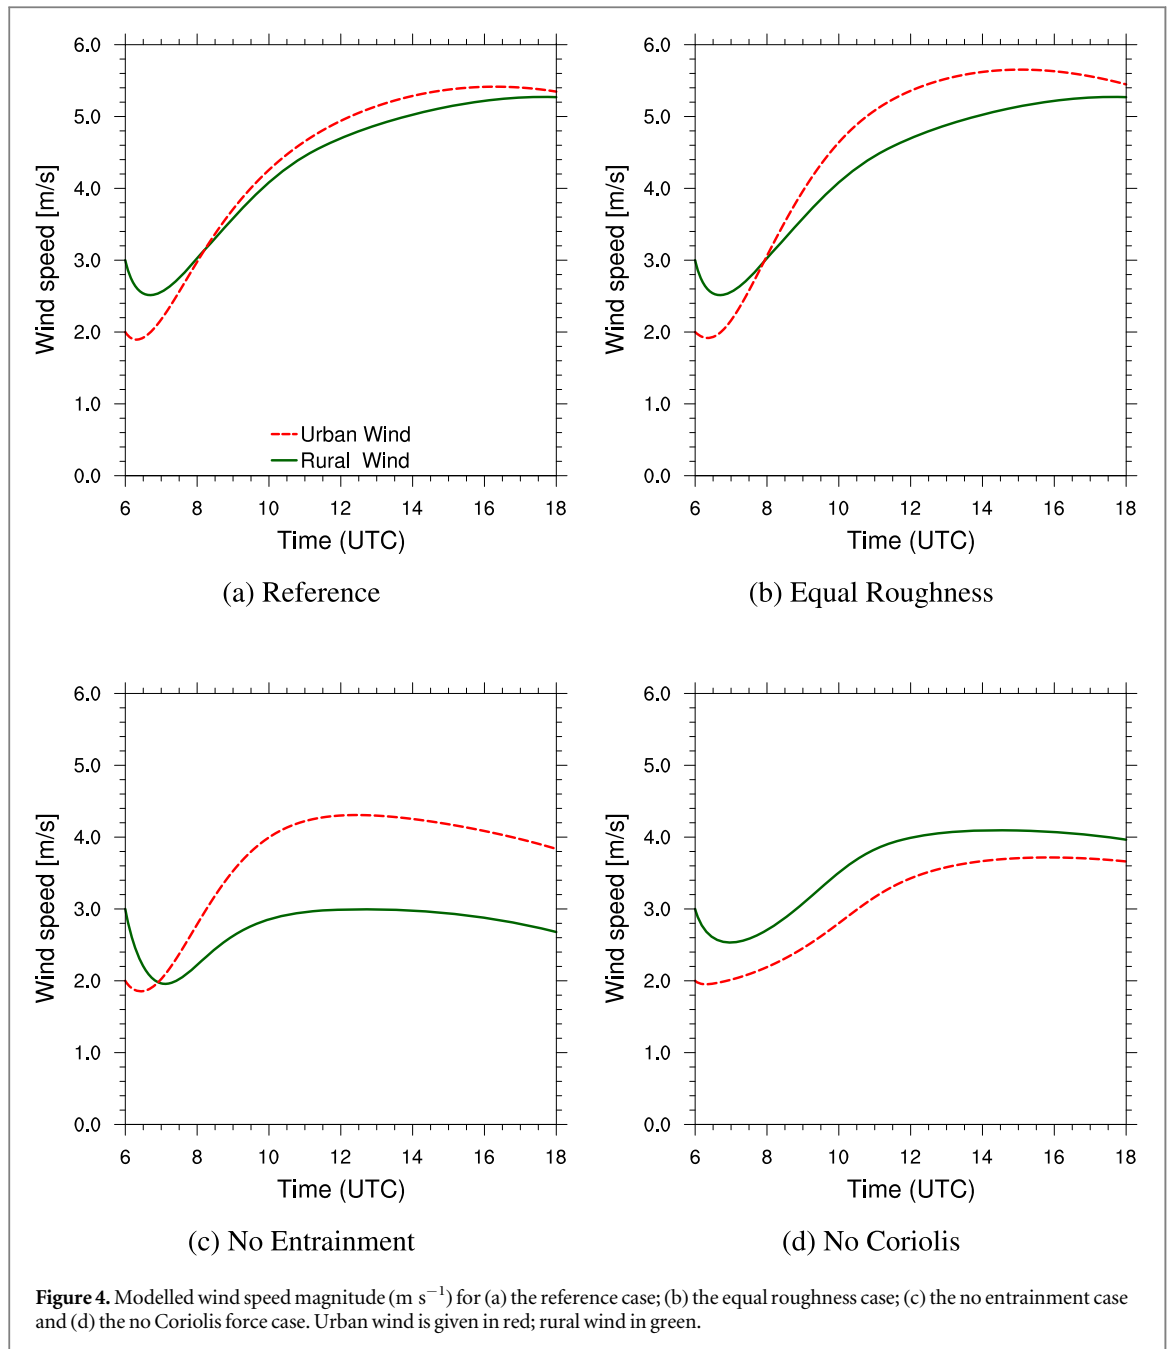 6.0
5.0
4.0
3.0
2.0
1.0
0.0
Wind speed [m/s]
Urban Wind
Rural Wind
6 8 10 12 14 16 18
Time (UTC)
(a) Reference
6.0
5.0
4.0
3.0
2.0
1.0
0.0
Wind speed [m/s]
6 8 10 12 14 16 18
Time (UTC)
(b) Equal Roughness
6.0
5.0
4.0
3.0
2.0
1.0
0.0
Wind speed [m/s]
6 8 10 12 14 16 18
Time (UTC)
(c) No Entrainment
6.0
5.0
4.0
3.0
2.0
1.0
0.0
Wind speed [m/s]
6 8 10 12 14 16 18
Time (UTC)
(d) No Coriolis
Figure 4. Modelled wind speed magnitude (m s⁻¹) for (a) the reference case; (b) the equal roughness case; (c) the no entrainment case
and (d) the no Coriolis force case. Urban wind is given in red; rural wind in green.